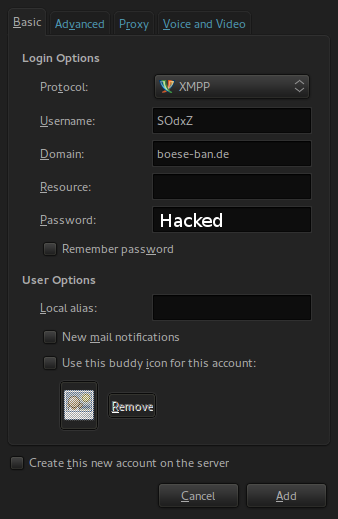 Basic Advanced Proxy Voice and Video
Login Options
Protocol: XMPP
Username: SOdxZ
Domain: boese-ban.de
Resource:
Password: Hacked
Remember password
User Options
Local alias:
New mail notifications
Use this buddy icon for this account:
Remove
Create this new account on the server
Cancel Add